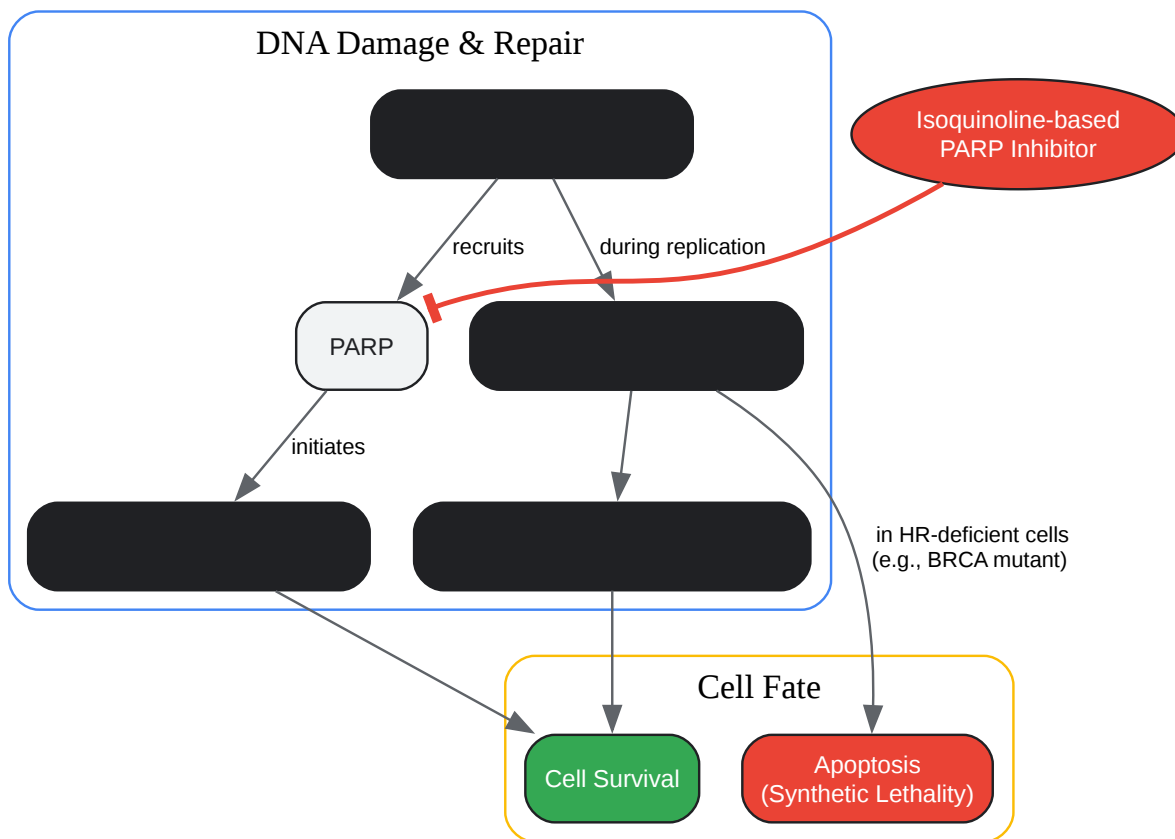 DNA Damage & Repair
Isoquinoline-based
PARP Inhibitor
recruits
during replication
PARP
initiates
in HR-deficient cells
(e.g., BRCA mutant)
Cell Fate
Cell Survival
Apoptosis
(Synthetic Lethality)